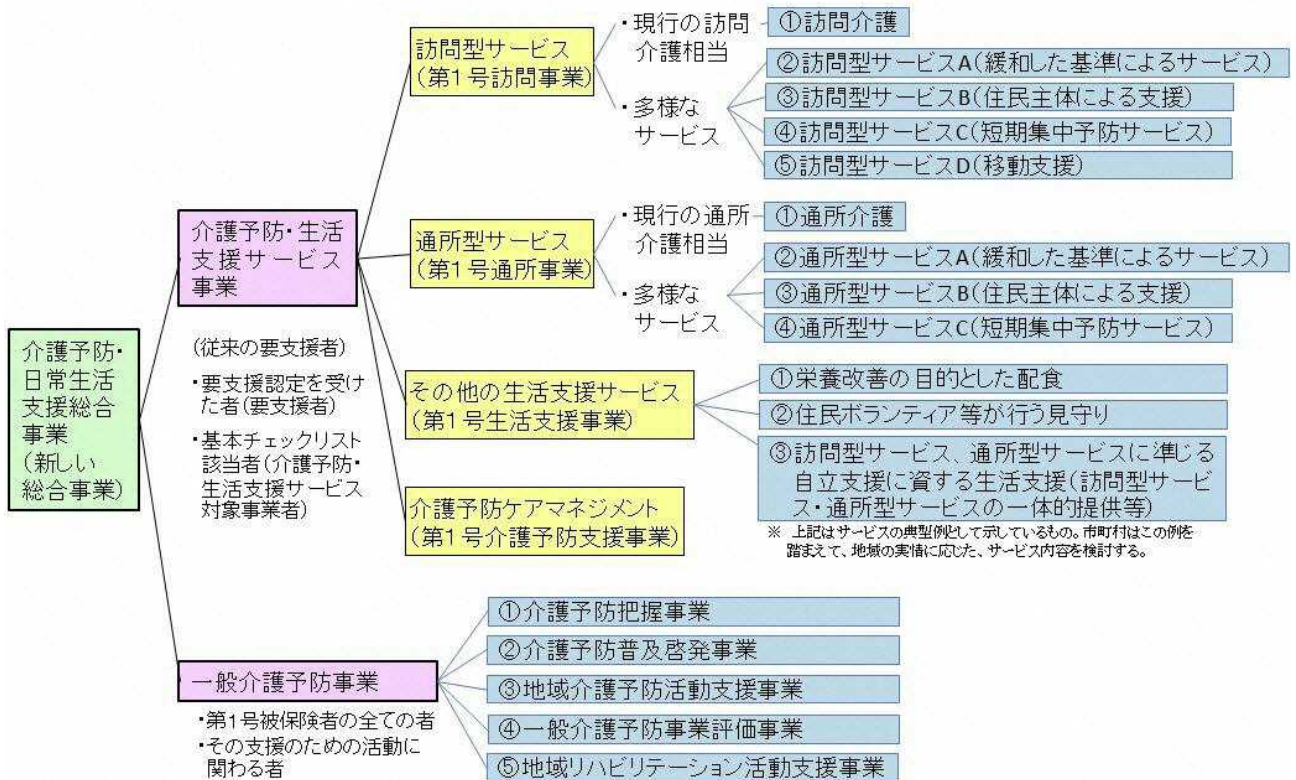 介護予防・
日常生活
支援総合
事業
(新しい
総合事業)
介護予防・生活
支援サービス
事業
(従来の要支援者)
・要支援認定を受け
た者(要支援者)
・基本チェックリスト
該当者(介護予防・
生活支援サービス
対象事業者)
訪問型サービス
(第1号訪問事業)
・現行の訪問
介護相当
①訪問介護
・多様な
サービス
②訪問型サービスA(緩和した基準によるサービス)
③訪問型サービスB(住民主体による支援)
④訪問型サービスC(短期集中予防サービス)
⑤訪問型サービスD(移動支援)
通所型サービス
(第1号通所事業)
・現行の通所
介護相当
①通所介護
・多様な
サービス
②通所型サービスA(緩和した基準によるサービス)
③通所型サービスB(住民主体による支援)
④通所型サービスC(短期集中予防サービス)
その他の生活支援サービス
(第1号生活支援事業)
①栄養改善の目的とした配食
②住民ボランティア等が行う見守り
③訪問型サービス、通所型サービスに準じる
自立支援に資する生活支援(訪問型サービ
ス・通所型サービスの一体的提供等)
※ 上記はサービスの典型例として示しているもの。市町村はこの例を
踏まえて、地域の実情に応じた、サービス内容を検討する。
介護予防ケアマネジメント
(第1号介護予防支援事業)
一般介護予防事業
・第1号被保険者の全ての者
・その支援のための活動に
関わる者
①介護予防把握事業
②介護予防普及啓発事業
③地域介護予防活動支援事業
④一般介護予防事業評価事業
⑤地域リハビリテーション活動支援事業